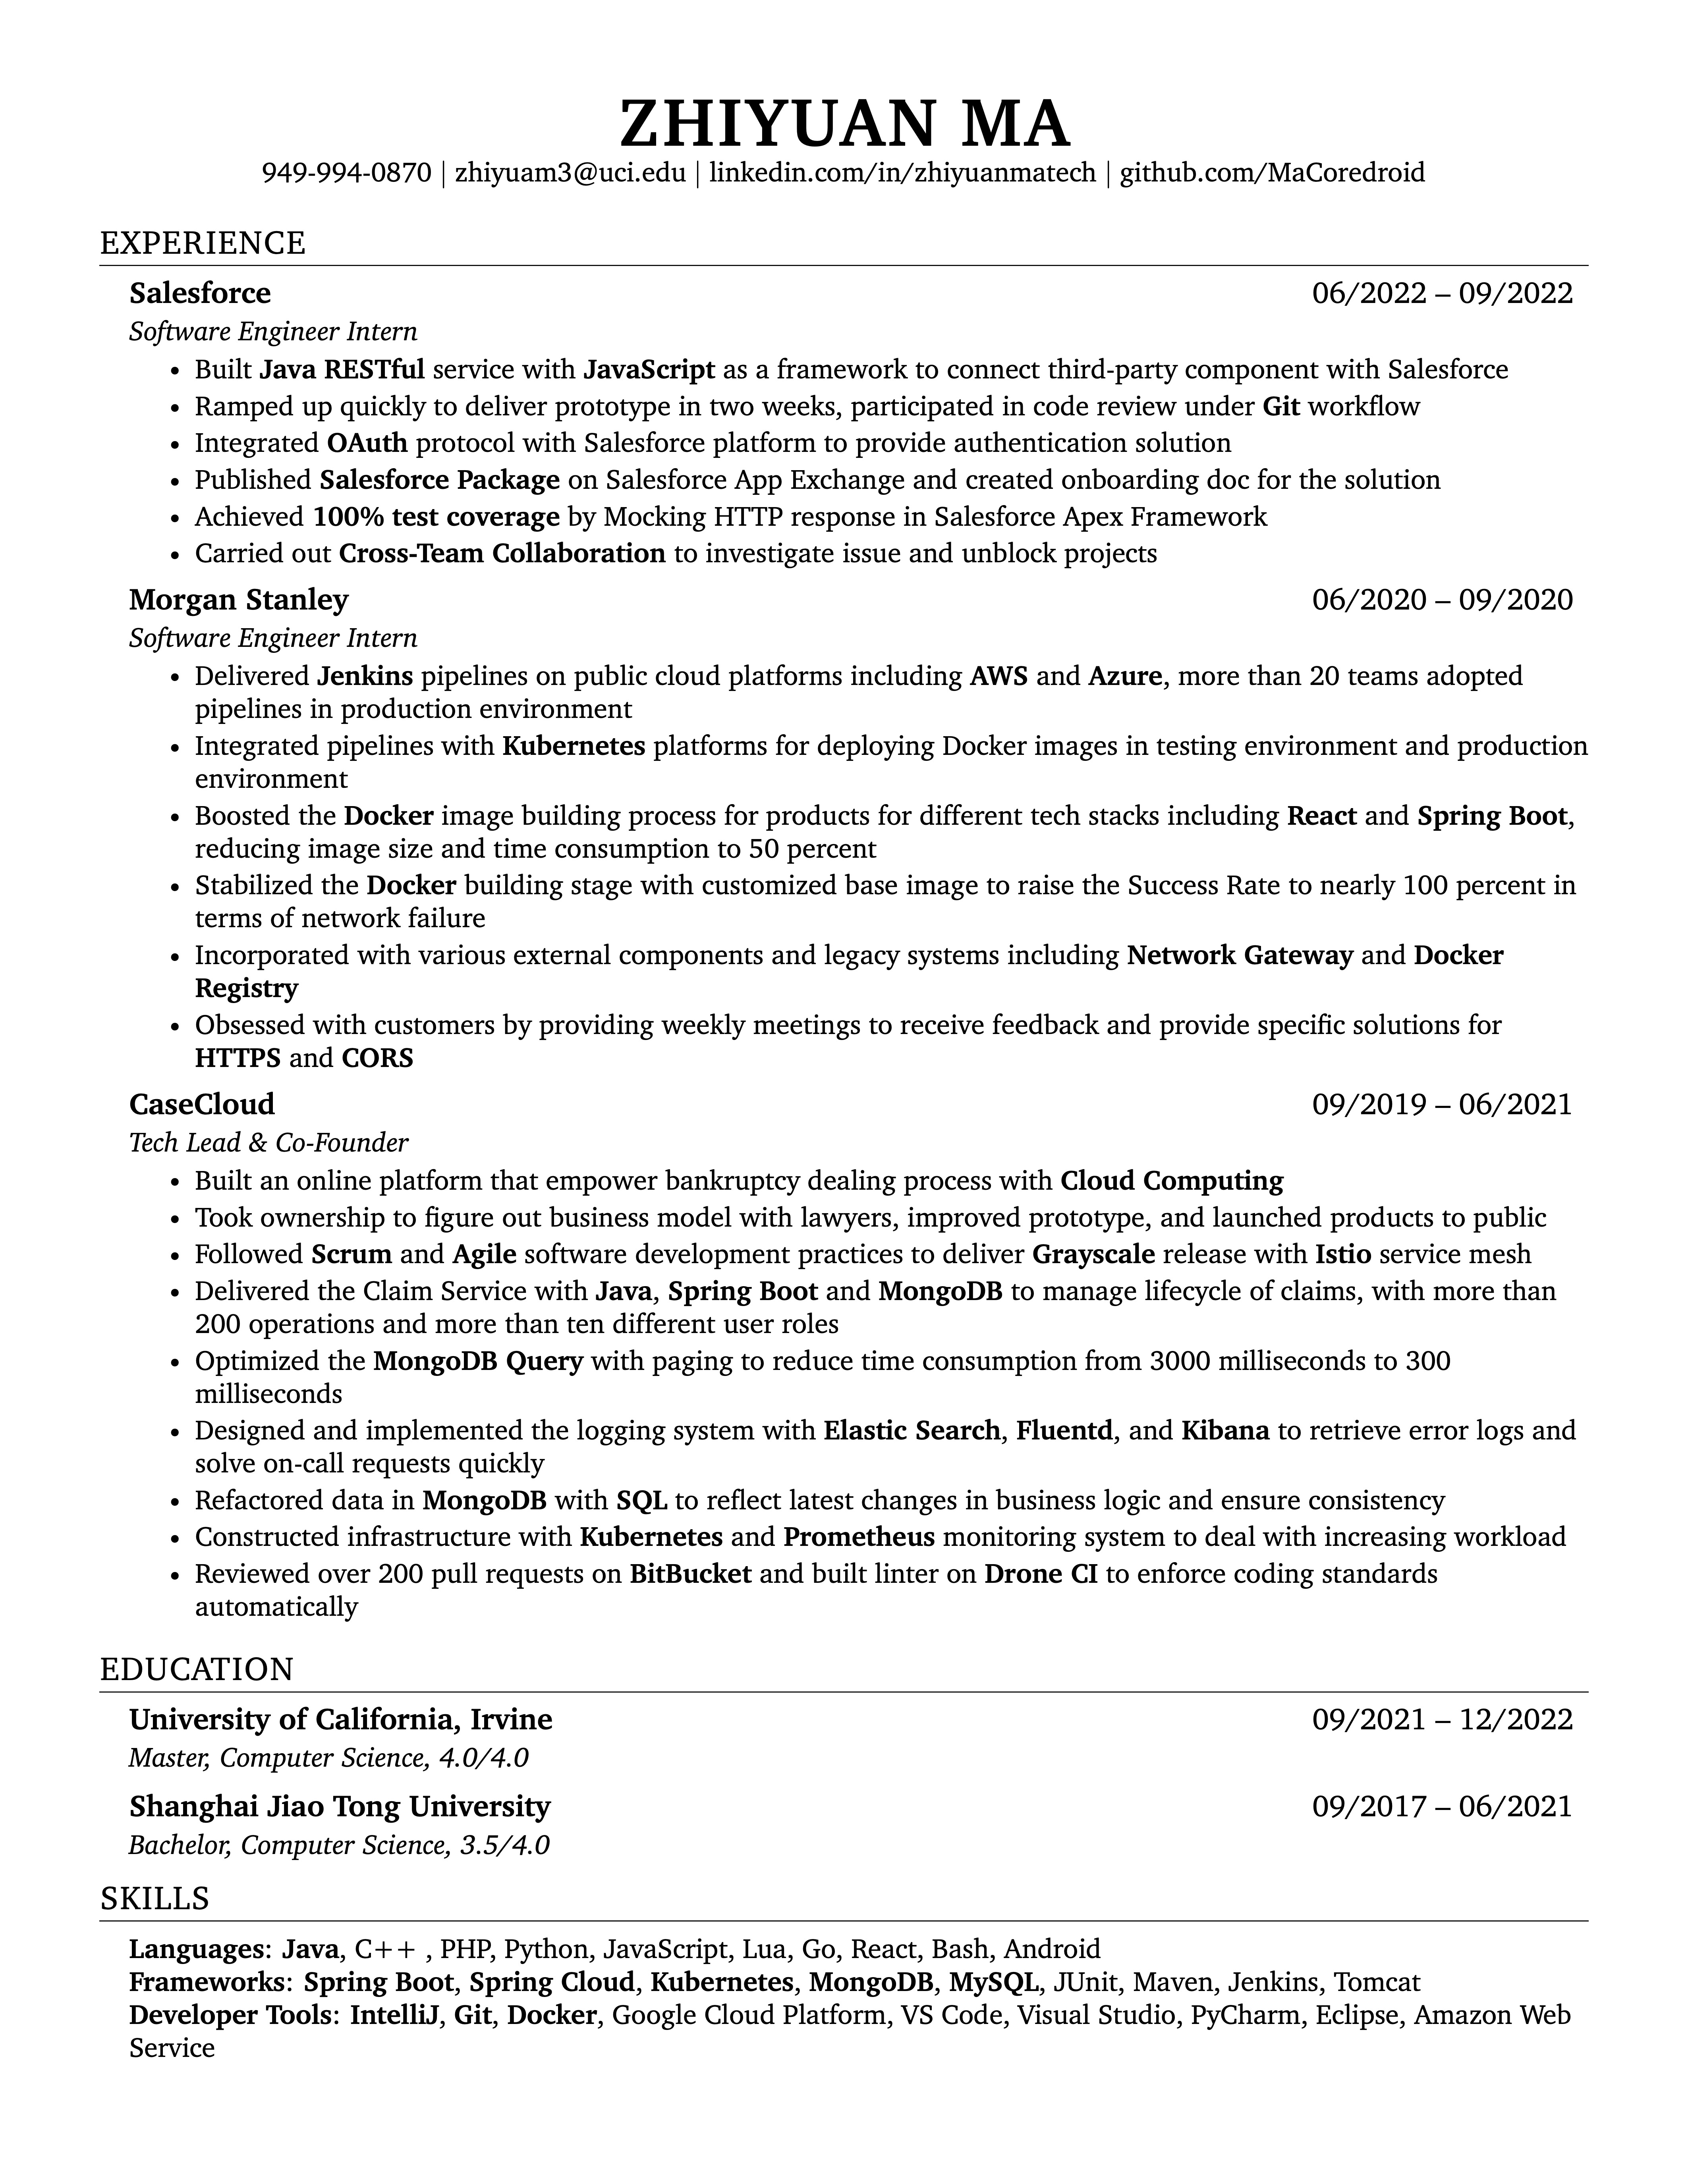 ZHIYUAN MA
949-994-0870 | zhiyuam3@uci.edu | linkedin.com/in/zhiyuanmatech | github.com/MaCoredroid
EXPERIENCE
Salesforce 06/2022 – 09/2022
Software Engineer Intern
• Built Java RESTful service with JavaScript as a framework to connect third-party component with Salesforce
• Ramped up quickly to deliver prototype in two weeks, participated in code review under Git workflow
• Integrated OAuth protocol with Salesforce platform to provide authentication solution
• Published Salesforce Package on Salesforce App Exchange and created onboarding doc for the solution
• Achieved 100% test coverage by Mocking HTTP response in Salesforce Apex Framework
• Carried out Cross-Team Collaboration to investigate issue and unblock projects
Morgan Stanley 06/2020 – 09/2020
Software Engineer Intern
• Delivered Jenkins pipelines on public cloud platforms including AWS and Azure, more than 20 teams adopted
pipelines in production environment
• Integrated pipelines with Kubernetes platforms for deploying Docker images in testing environment and production
environment
• Boosted the Docker image building process for products for different tech stacks including React and Spring Boot,
reducing image size and time consumption to 50 percent
• Stabilized the Docker building stage with customized base image to raise the Success Rate to nearly 100 percent in
terms of network failure
• Incorporated with various external components and legacy systems including Network Gateway and Docker
Registry
• Obsessed with customers by providing weekly meetings to receive feedback and provide specific solutions for
HTTPS and CORS
CaseCloud 09/2019 – 06/2021
Tech Lead & Co-Founder
• Built an online platform that empower bankruptcy dealing process with Cloud Computing
• Took ownership to figure out business model with lawyers, improved prototype, and launched products to public
• Followed Scrum and Agile software development practices to deliver Grayscale release with Istio service mesh
• Delivered the Claim Service with Java, Spring Boot and MongoDB to manage lifecycle of claims, with more than
200 operations and more than ten different user roles
• Optimized the MongoDB Query with paging to reduce time consumption from 3000 milliseconds to 300
milliseconds
• Designed and implemented the logging system with Elastic Search, Fluentd, and Kibana to retrieve error logs and
solve on-call requests quickly
• Refactored data in MongoDB with SQL to reflect latest changes in business logic and ensure consistency
• Constructed infrastructure with Kubernetes and Prometheus monitoring system to deal with increasing workload
• Reviewed over 200 pull requests on BitBucket and built linter on Drone CI to enforce coding standards
automatically
EDUCATION
University of California, Irvine 09/2021 – 12/2022
Master, Computer Science, 4.0/4.0
Shanghai Jiao Tong University 09/2017 – 06/2021
Bachelor, Computer Science, 3.5/4.0
SKILLS
Languages: Java, C++ , PHP, Python, JavaScript, Lua, Go, React, Bash, Android
Frameworks: Spring Boot, Spring Cloud, Kubernetes, MongoDB, MySQL, JUnit, Maven, Jenkins, Tomcat
Developer Tools: IntelliJ, Git, Docker, Google Cloud Platform, VS Code, Visual Studio, PyCharm, Eclipse, Amazon Web
Service